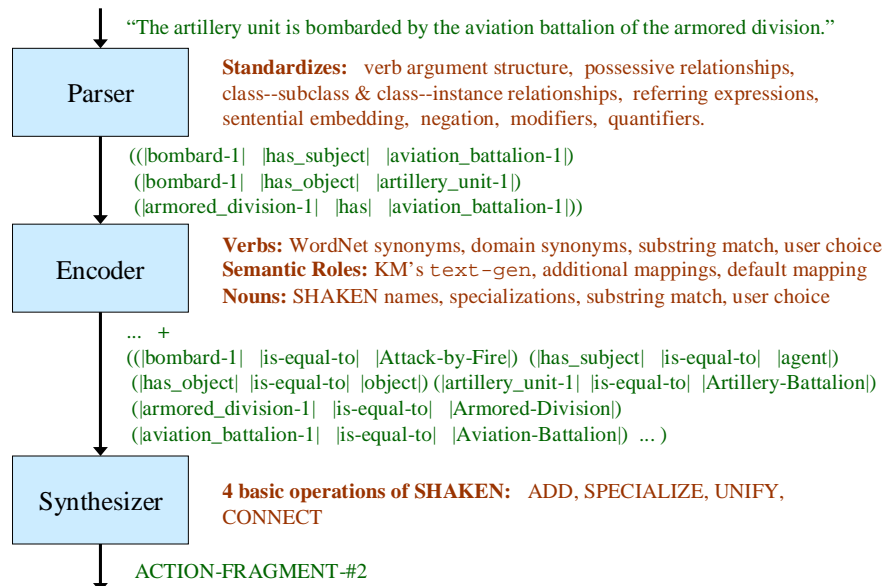 “The artillery unit is bombarded by the aviation battalion of the armored division.”
Parser
Standardizes: verb argument structure, possessive relationships,
class--subclass & class--instance relationships, referring expressions,
sentential embedding, negation, modifiers, quantifiers.
((|bombard-1| |has_subject| |aviation_battalion-1|)
(|bombard-1| |has_object| |artillery_unit-1|)
(|armored_division-1| |has| |aviation_battalion-1|))
Encoder
Verbs: WordNet synonyms, domain synonyms, substring match, user choice
Semantic Roles: KM’s text-gen, additional mappings, default mapping
Nouns: SHAKEN names, specializations, substring match, user choice
... +
((|bombard-1| |is-equal-to| |Attack-by-Fire|) (|has_subject| |is-equal-to| |agent|)
(|has_object| |is-equal-to| |object|) (|artillery_unit-1| |is-equal-to| |Artillery-Battalion|)
(|armored_division-1| |is-equal-to| |Armored-Division|)
(|aviation_battalion-1| |is-equal-to| |Aviation-Battalion|) ... )
Synthesizer
4 basic operations of SHAKEN: ADD, SPECIALIZE, UNIFY,
CONNECT
ACTION-FRAGMENT-#2